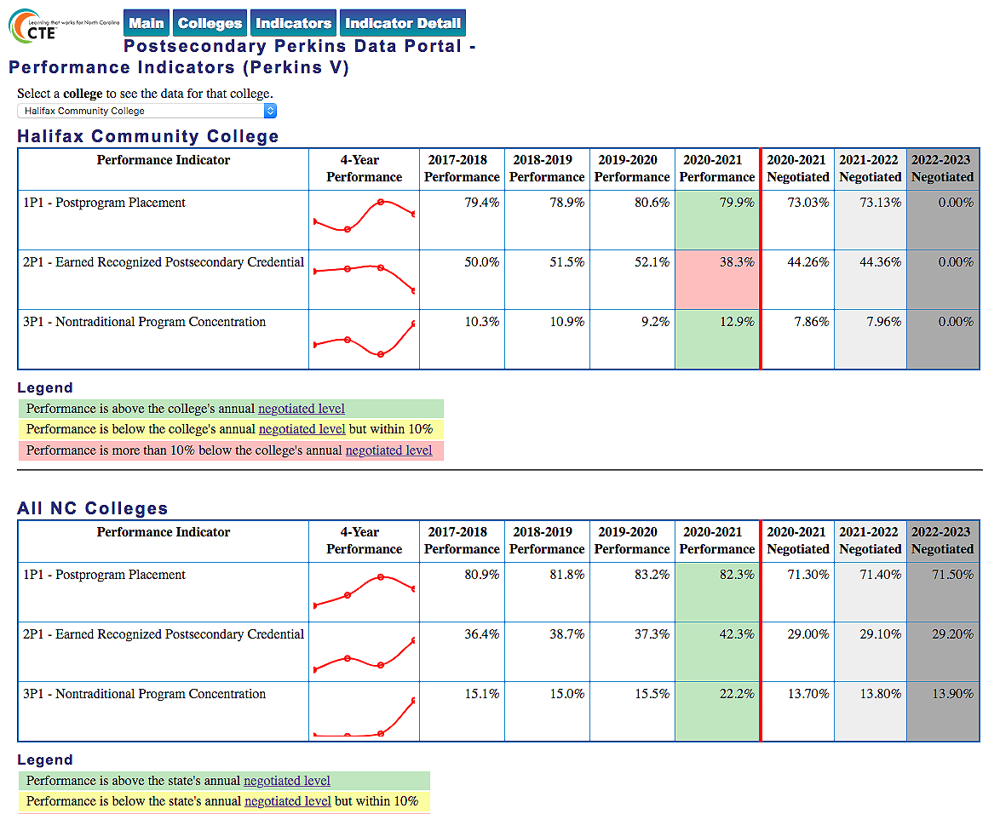 Learning that works for North Carolina
CTE
Main Colleges Indicators Indicator Detail
Postsecondary Perkins Data Portal -
Performance Indicators (Perkins V)
Select a college to see the data for that college.
Halifax Community College
Halifax Community College
Performance Indicator 4-Year 2017-2018 2018-2019 2019-2020 2020-2021 2020-2021 2021-2022 2022-2023
Performance Performance Performance Performance Performance Negotiated Negotiated Negotiated
1P1 - Postprogram Placement 79.4% 78.9% 80.6% 79.9% 73.03% 73.13% 0.00%
2P1 - Earned Recognized Postsecondary Credential 50.0% 51.5% 52.1% 38.3% 44.26% 44.36% 0.00%
3P1 - Nontraditional Program Concentration 10.3% 10.9% 9.2% 12.9% 7.86% 7.96% 0.00%
Legend
Performance is above the college's annual negotiated level
Performance is below the college's annual negotiated level but within 10%
Performance is more than 10% below the college's annual negotiated level
All NC Colleges
Performance Indicator 4-Year 2017-2018 2018-2019 2019-2020 2020-2021 2020-2021 2021-2022 2022-2023
Performance Performance Performance Performance Performance Negotiated Negotiated Negotiated
1P1 - Postprogram Placement 80.9% 81.8% 83.2% 82.3% 71.30% 71.40% 71.50%
2P1 - Earned Recognized Postsecondary Credential 36.4% 38.7% 37.3% 42.3% 29.00% 29.10% 29.20%
3P1 - Nontraditional Program Concentration 15.1% 15.0% 15.5% 22.2% 13.70% 13.80% 13.90%
Legend
Performance is above the state's annual negotiated level
Performance is below the state's annual negotiated level but within 10%